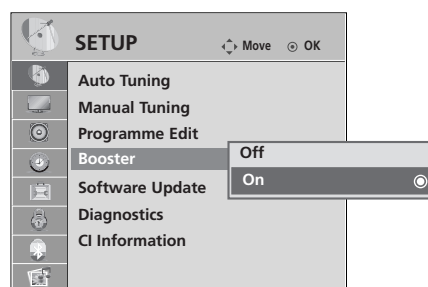 SETUP
Move OK
Auto Tuning
Manual Tuning
Programme Edit
Booster
Off
On
Software Update
Diagnostics
CI Information